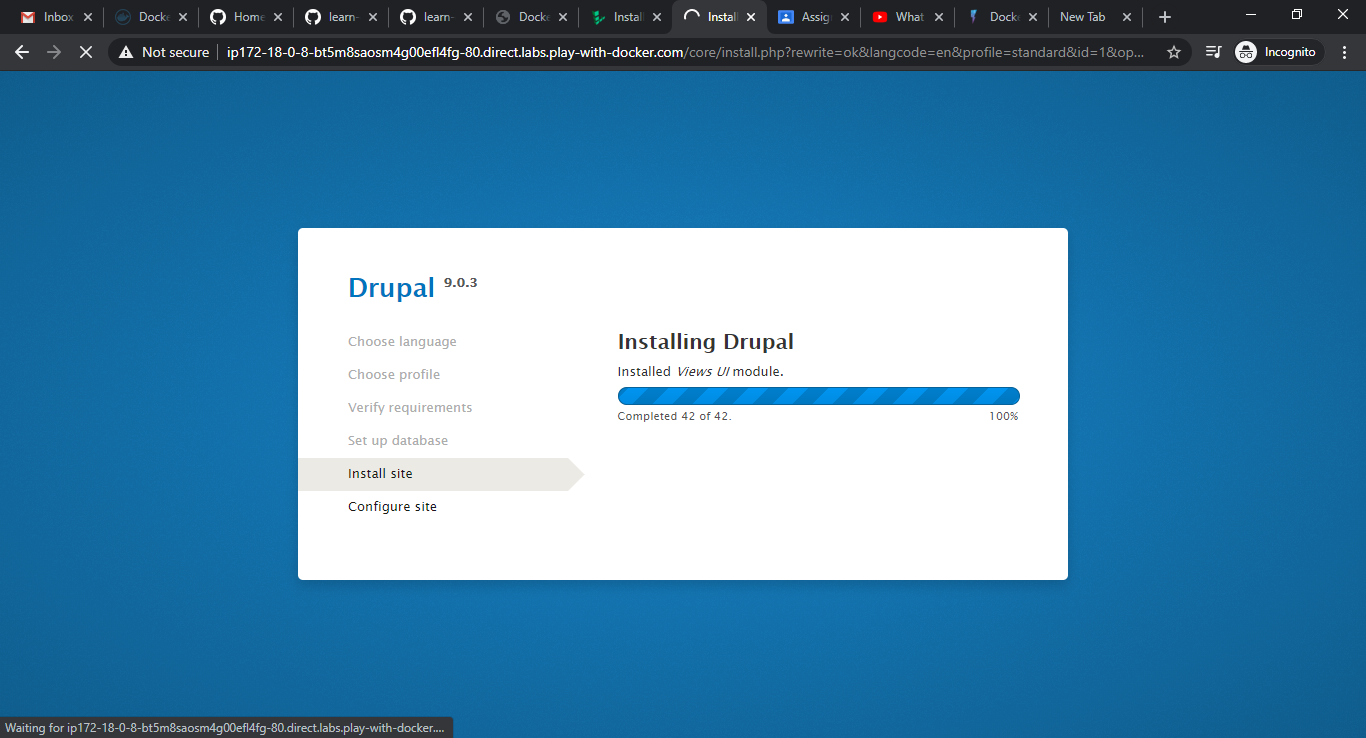 Inbox
Docke
Home
learn-
learn-
Docke
Install
Install
Assig
What
Docke
New Tab
Not secure
ip172-18-0-8-bt5m8saosm4g00efl4fg-80.direct.labs.play-with-docker.com/core/install.php?rewrite=ok&langcode=en&profile=standard&id=1&op...
Incognito
Drupal 9.0.3
Choose language
Choose profile
Verify requirements
Set up database
Install site
Configure site
Installing Drupal
Installed Views UI module.
Completed 42 of 42.
100%
Waiting for ip172-18-0-8-bt5m8saosm4g00efl4fg-80.direct.labs.play-with-docker....